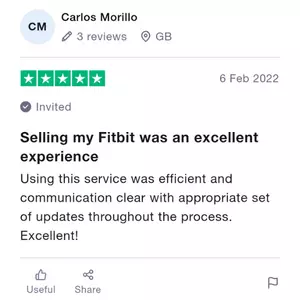 CM
Carlos Morillo
3 reviews GB
6 Feb 2022
Invited
Selling my Fitbit was an excellent
experience
Using this service was efficient and
communication clear with appropriate set
of updates throughout the process.
Excellent!
Useful Share